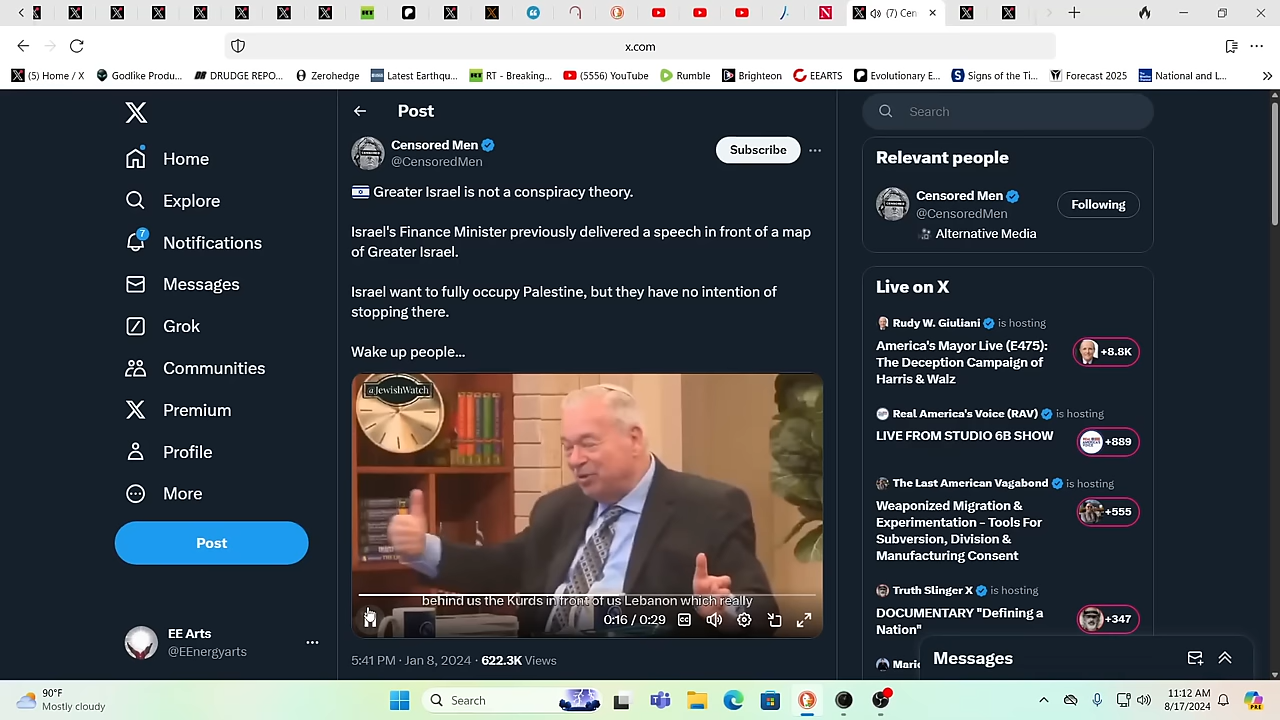 (7) Cen
x.com
(5) Home / X
Godlike Produ...
DRUDGE REPO...
Zerohedge
Latest Earthqu...
RT - Breaking...
(5556) YouTube
Rumble
Brighteon
EEARTS
Evolutionary E...
Signs of the Ti...
Forecast 2025
National and L...
Home
Explore
7
Notifications
Messages
Grok
Communities
Premium
Profile
More
Post
EE Arts
@EEnergyarts
Post
Censored Men
@CensoredMen
Subscribe
🇮🇱 Greater Israel is not a conspiracy theory.
Israel's Finance Minister previously delivered a speech in front of a map
of Greater Israel.
Israel want to fully occupy Palestine, but they have no intention of
stopping there.
Wake up people...
@JewishWatch
behind us the Kurds in front of us Lebanon which really
0:16 / 0:29
5:41 PM · Jan 8, 2024 · 622.3K Views
Search
Relevant people
Censored Men
@CensoredMen
Following
Alternative Media
Live on X
Rudy W. Giuliani is hosting
America's Mayor Live (E475):
The Deception Campaign of
Harris & Walz
+8.8K
Real America's Voice (RAV) is hosting
LIVE FROM STUDIO 6B SHOW
+889
The Last American Vagabond is hosting
Weaponized Migration &
Experimentation – Tools For
Subversion, Division &
Manufacturing Consent
+555
Truth Slinger X is hosting
DOCUMENTARY "Defining a
Nation"
+347
Messages
90°F
Mostly cloudy
Search
11:12 AM
8/17/2024